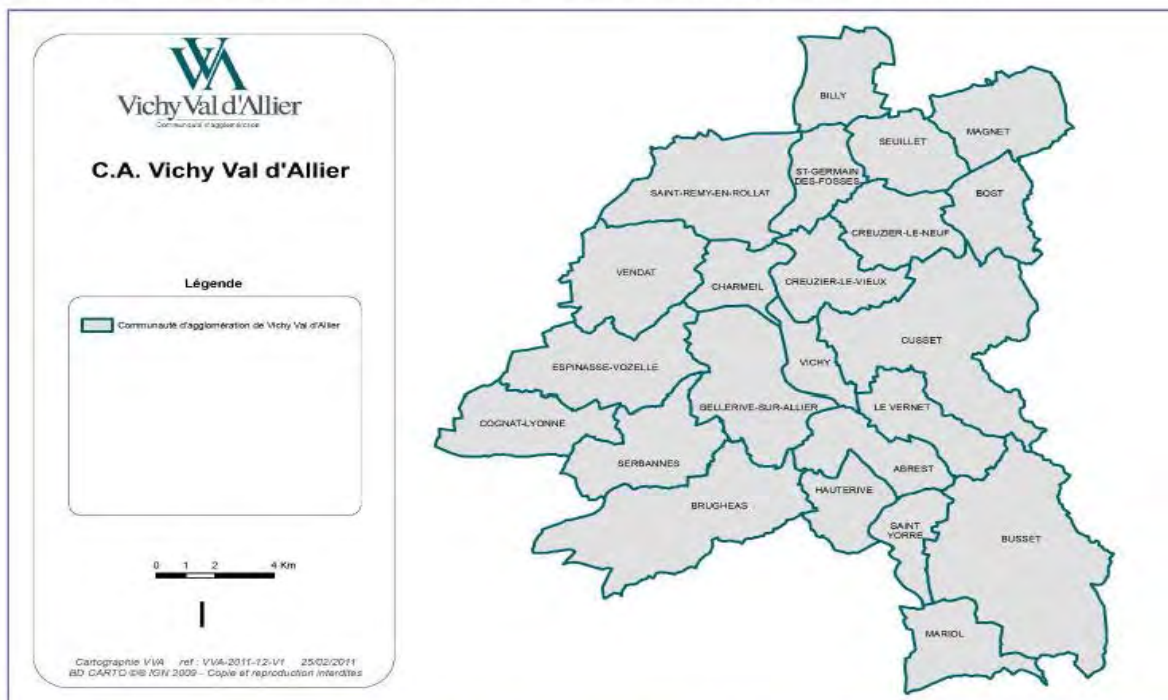 VVA
Vichy Val d'Allier
Communauté d'agglomération
C.A. Vichy Val d'Allier
Légende
Communauté d'agglomération de Vichy Val d'Allier
0 1 2 4 Km
Cartographie VVA ref : VVA-2011-12-V1 25/02/2011
BD CARTO ©® IGN 2009 - Copie et reproduction interdites
BILLY
MAGNET
SEUILLET
ST-GERMAIN
DES-FOSSES
SAINT-REMY-EN-ROLLAT
BOST
CREUZIER-LE-NEUF
VENDAT
CHARMEIL
CREUZIER-LE-VIEUX
CUSSET
VICHY
ESPINASSE-VOZELLE
BELLERIVE-SUR-ALLIER
LE VERNET
COGNAT-LYONNE
SERBANNES
ABREST
HAUTERIVE
BRUGHEAS
SAINT
YORRE
BUSSET
MARIOL